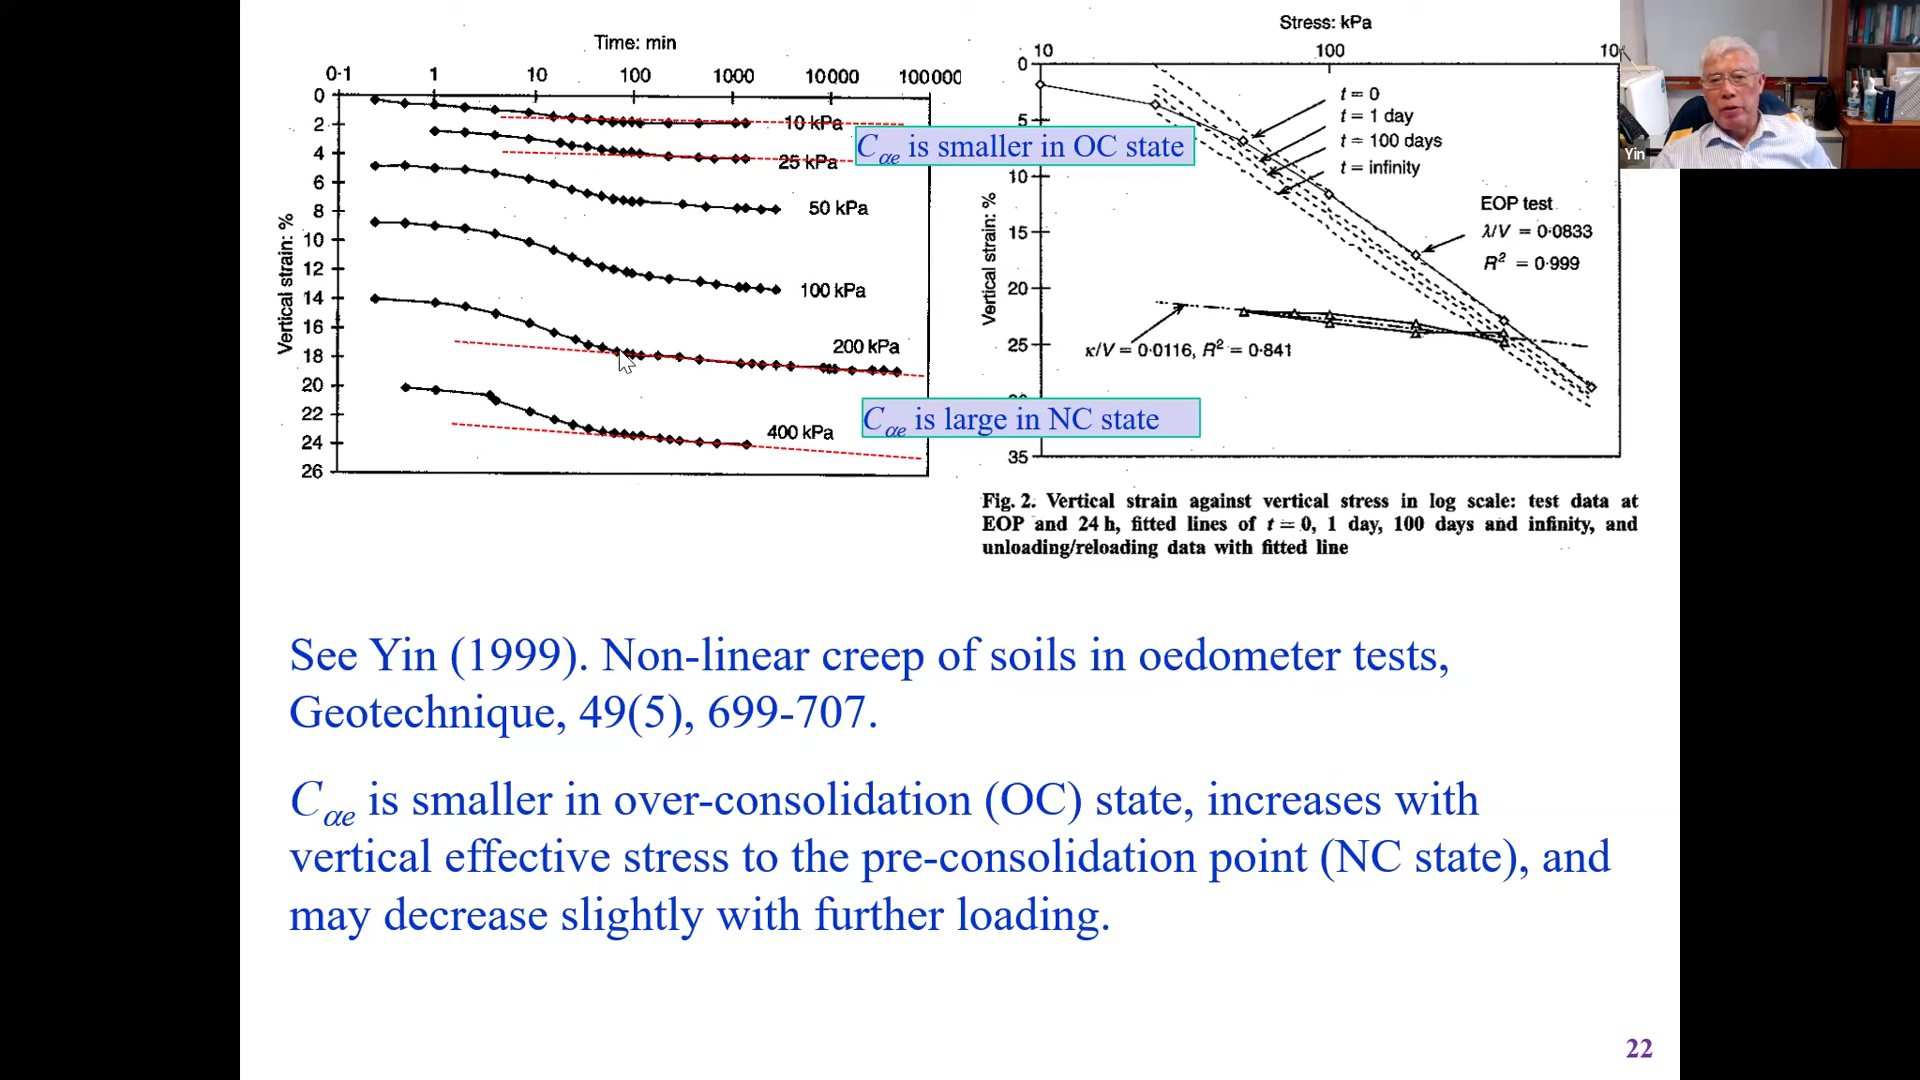 Time: min
0·1 1 10 100 1000 10 000 100 000
0
2
4
6
8
10
12
14
16
18
20
22
24
26
Vertical strain: %
10 kPa
25 kPa
50 kPa
100 kPa
200 kPa
400 kPa
Cαe is smaller in OC state
Cαe is large in NC state
Stress: kPa
10 100 10
0
5
10
15
20
25
35
Vertical strain: %
t = 0
t = 1 day
t = 100 days
t = infinity
EOP test
λ/V = 0·0833
R² = 0·999
κ/V = 0·0116, R² = 0·841
Fig. 2. Vertical strain against vertical stress in log scale: test data at
EOP and 24 h, fitted lines of t = 0, 1 day, 100 days and infinity, and
unloading/reloading data with fitted line
Yin
See Yin (1999). Non-linear creep of soils in oedometer tests,
Geotechnique, 49(5), 699-707.
Cαe is smaller in over-consolidation (OC) state, increases with
vertical effective stress to the pre-consolidation point (NC state), and
may decrease slightly with further loading.
22